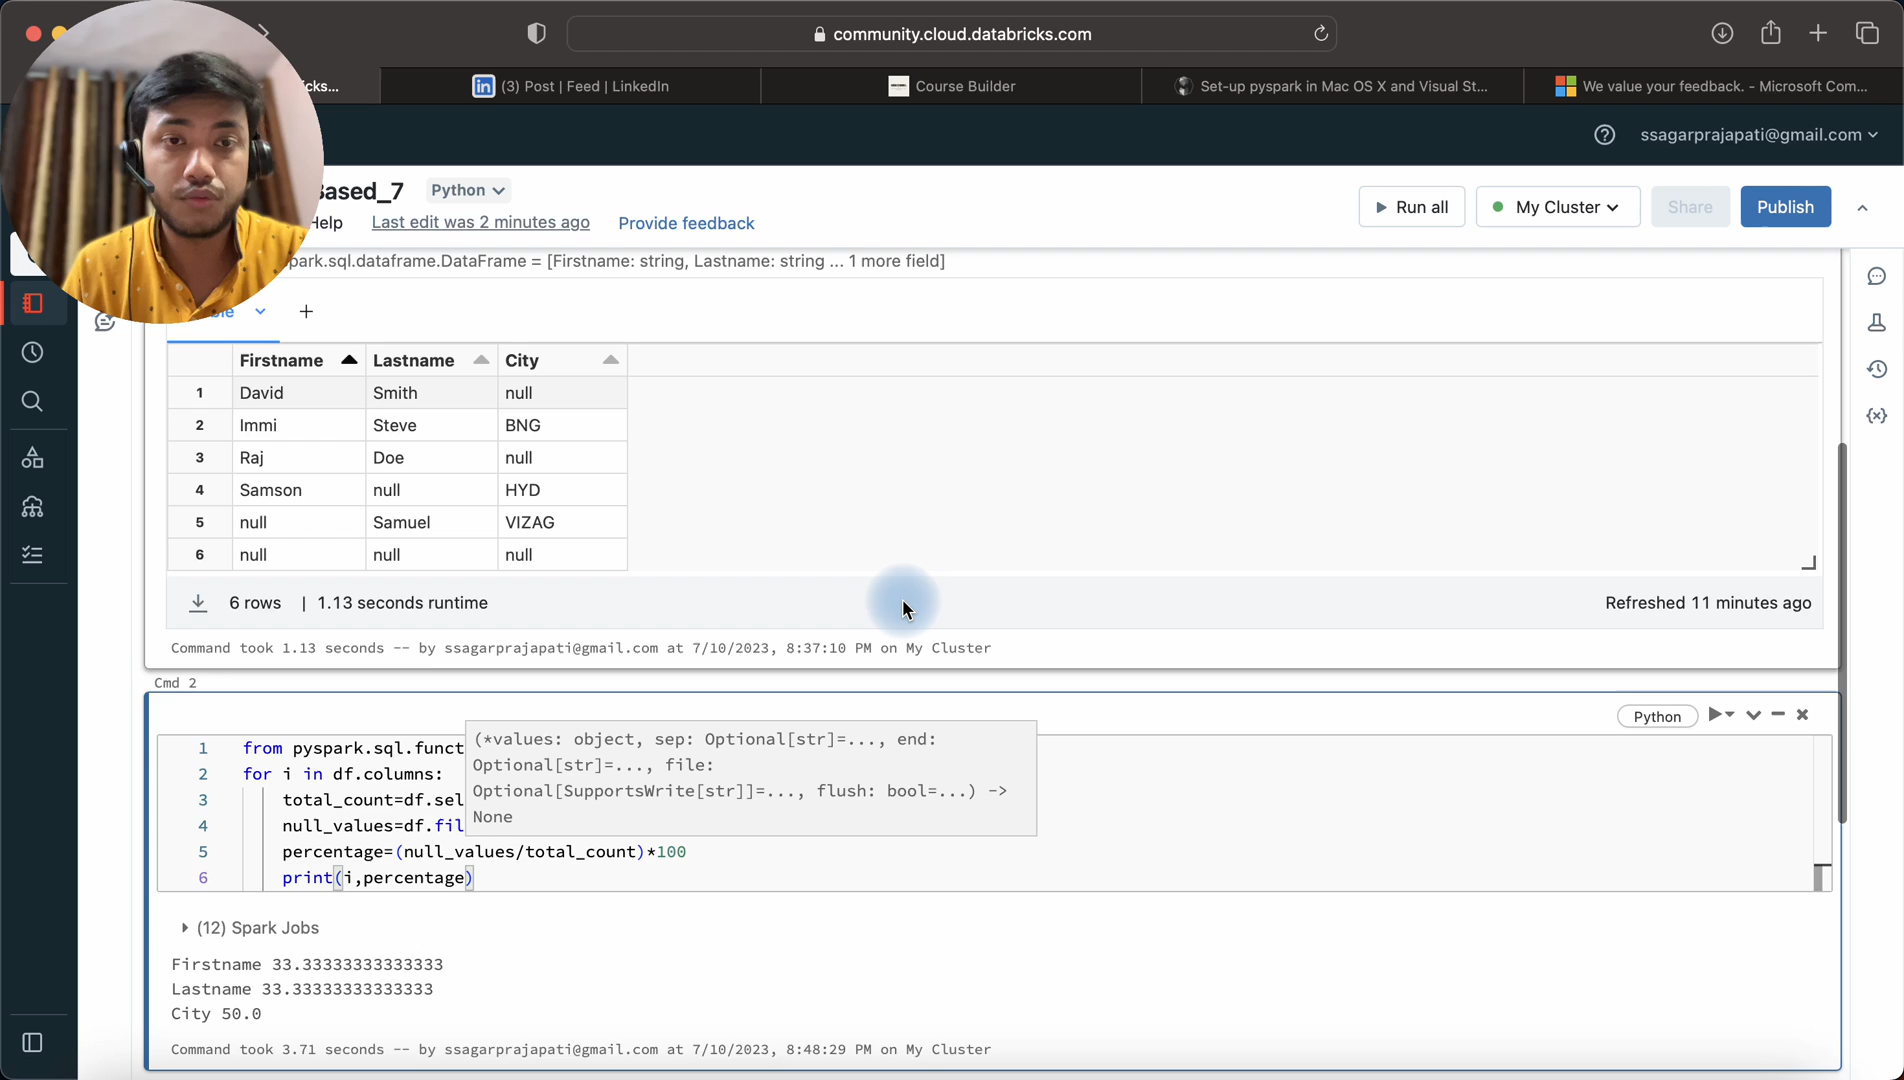 community.cloud.databricks.com
cks...
(3) Post | Feed | LinkedIn
Course Builder
Set-up pyspark in Mac OS X and Visual St...
We value your feedback. - Microsoft Com...
ssagarprajapati@gmail.com
Based_7 Python
Help Last edit was 2 minutes ago Provide feedback
Run all My Cluster Share Publish
park.sql.dataframe.DataFrame = [Firstname: string, Lastname: string ... 1 more field]
+
Firstname Lastname City
1 David Smith null
2 Immi Steve BNG
3 Raj Doe null
4 Samson null HYD
5 null Samuel VIZAG
6 null null null
6 rows | 1.13 seconds runtime Refreshed 11 minutes ago
Command took 1.13 seconds -- by ssagarprajapati@gmail.com at 7/10/2023, 8:37:10 PM on My Cluster
Cmd 2
Python
(*values: object, sep: Optional[str]=..., end:
Optional[str]=..., file:
Optional[SupportsWrite[str]]=..., flush: bool=...) ->
None
1 from pyspark.sql.funct
2 for i in df.columns:
3 total_count=df.sel
4 null_values=df.fil
5 percentage=(null_values/total_count)*100
6 print(i,percentage)
(12) Spark Jobs
Firstname 33.33333333333333
Lastname 33.33333333333333
City 50.0
Command took 3.71 seconds -- by ssagarprajapati@gmail.com at 7/10/2023, 8:48:29 PM on My Cluster